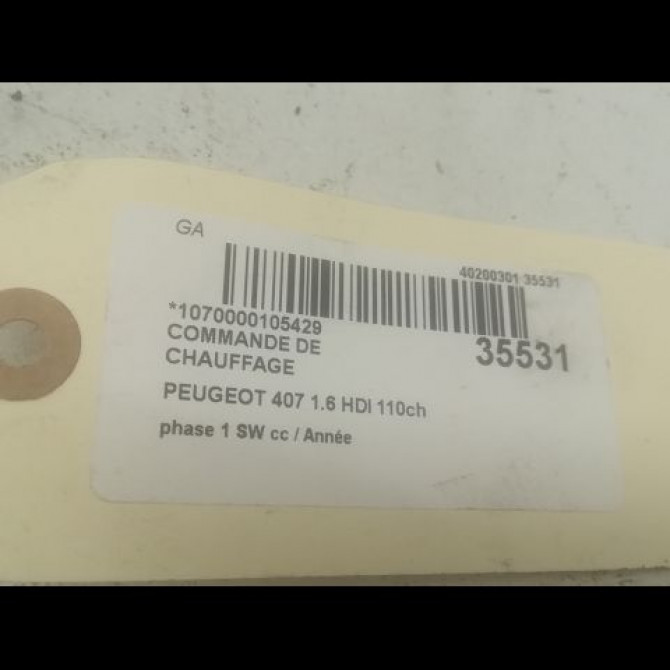 GA
40200301 35531
*1070000105429
COMMANDE DE
CHAUFFAGE
35531
PEUGEOT 407 1.6 HDI 110ch
phase 1 SW cc / Année